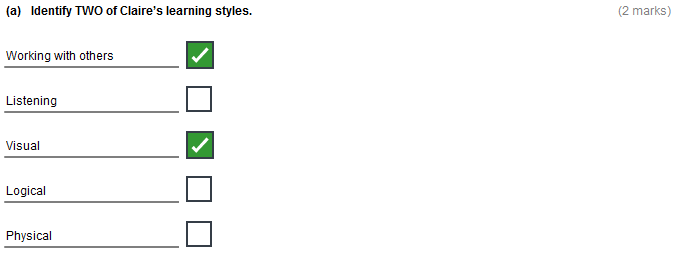 (a) Identify TWO of Claire's learning styles. (2 marks)
Working with others
Listening
Visual
Logical
Physical